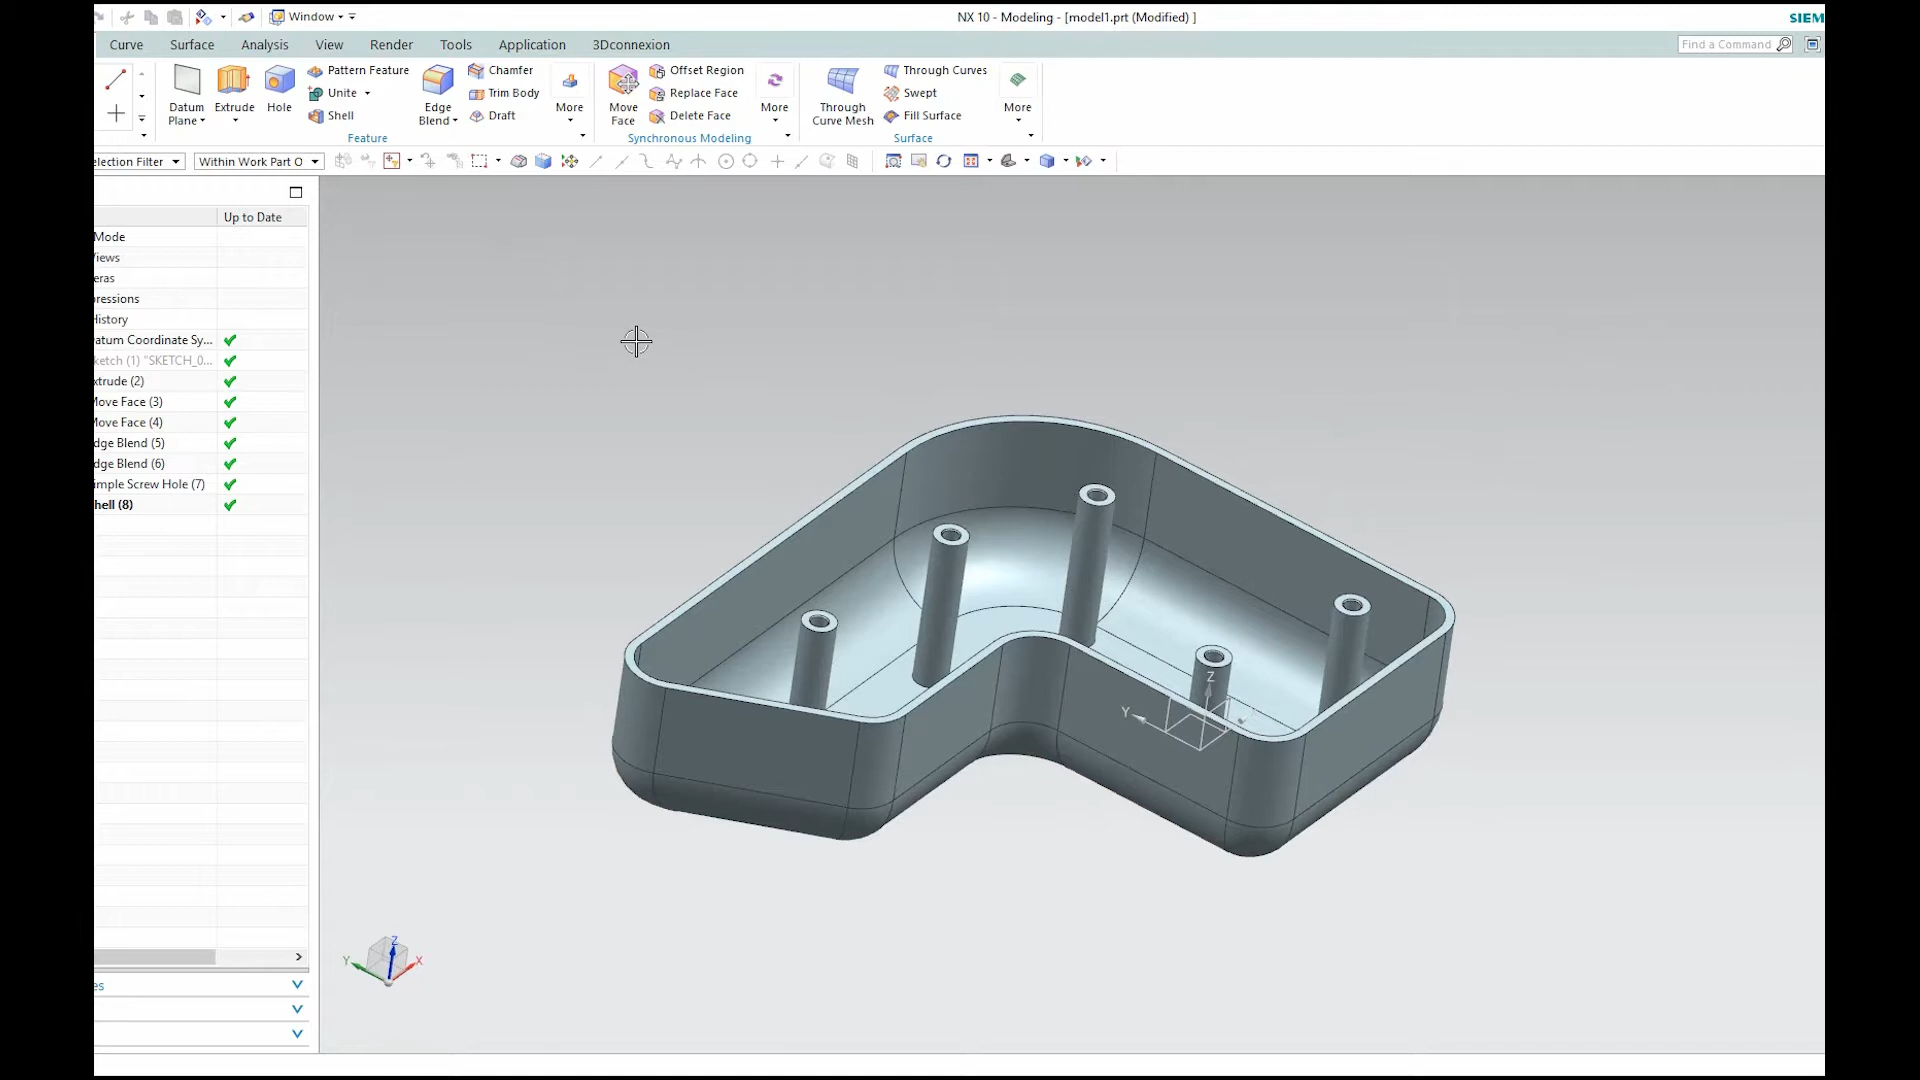 Window
NX 10 - Modeling - [model1.prt (Modified) ]
SIEM
Curve Surface Analysis View Render Tools Application 3Dconnexion
Find a Command
Datum Plane
Extrude
Hole
Pattern Feature
Unite
Shell
Edge Blend
Chamfer
Trim Body
Draft
More
Feature
Move Face
Offset Region
Replace Face
Delete Face
More
Synchronous Modeling
Through Curve Mesh
Through Curves
Swept
Fill Surface
More
Surface
election Filter
Within Work Part O
Up to Date
Mode
Views
eras
pressions
History
atum Coordinate Sy...
ketch (1) "SKETCH_0...
xtrude (2)
Move Face (3)
Move Face (4)
dge Blend (5)
dge Blend (6)
imple Screw Hole (7)
hell (8)
es
Z
Y
Z
Y
X